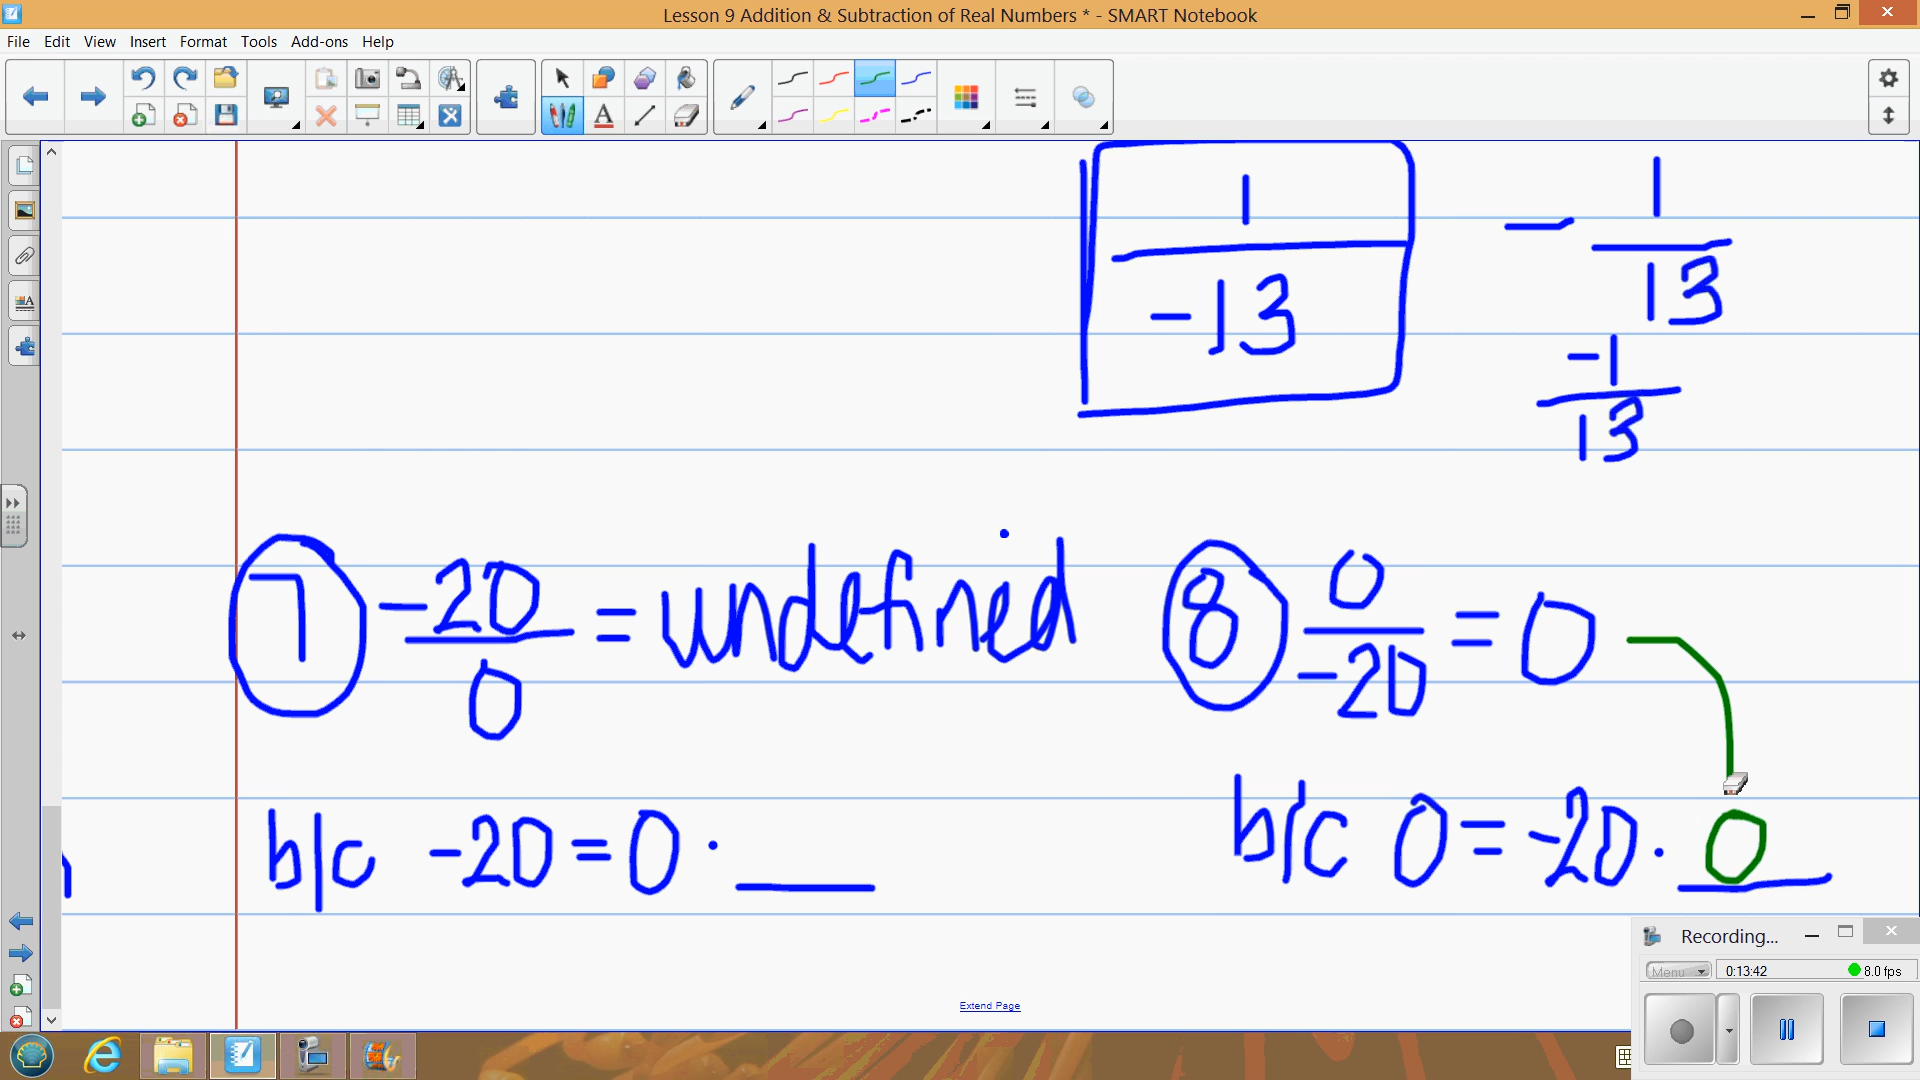 Lesson 9 Addition & Subtraction of Real Numbers * - SMART Notebook
File Edit View Insert Format Tools Add-ons Help
1
-13
- 1
13
-1
13
7 -20 = undefined
0
8 0 = 0
-20
b/c -20 = 0 · ____
b/c 0 = -20 · 0
Extend Page
Recording...
Menu 0:13:42 8.0 fps